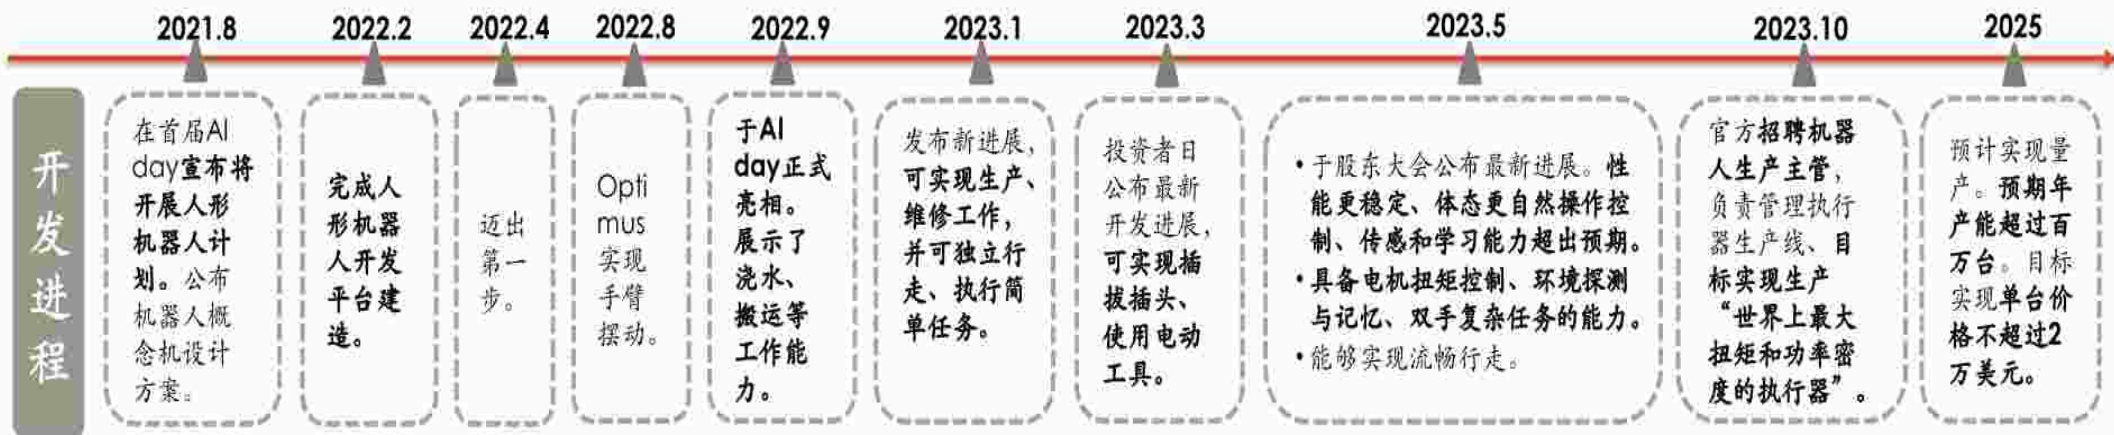 2021.8
2022.2
2022.4
2022.8
2022.9
2023.1
2023.3
2023.5
2023.10
2025
开发进程
在首届AI
day宣布将
开展人形
机器人计
划。公布
机器人概
念机设计
方案。
完成人
形机器
人开发
平台建
造。
迈出
第一
步。
Opti
mus
实现
手臂
摆动。
于AI
day正式
亮相。
展示了
浇水、
搬运等
工作能
力。
发布新进展，
可实现生产、
维修工作，
并可独立行
走、执行简
单任务。
投资者日
公布最新
开发进展，
可实现插
拔插头、
使用电动
工具。
•于股东大会公布最新进展。性
能更稳定、体态更自然操作控
制、传感和学习能力超出预期。
•具备电机扭矩控制、环境探测
与记忆、双手复杂任务的能力。
•能够实现流畅行走。
官方招聘机器
人生产主管，
负责管理执行
器生产线、目
标实现生产
“世界上最大
扭矩和功率密
度的执行器”。
预计实现量
产。预期年
产能超过百
万台。目标
实现单台价
格不超过2
万美元。